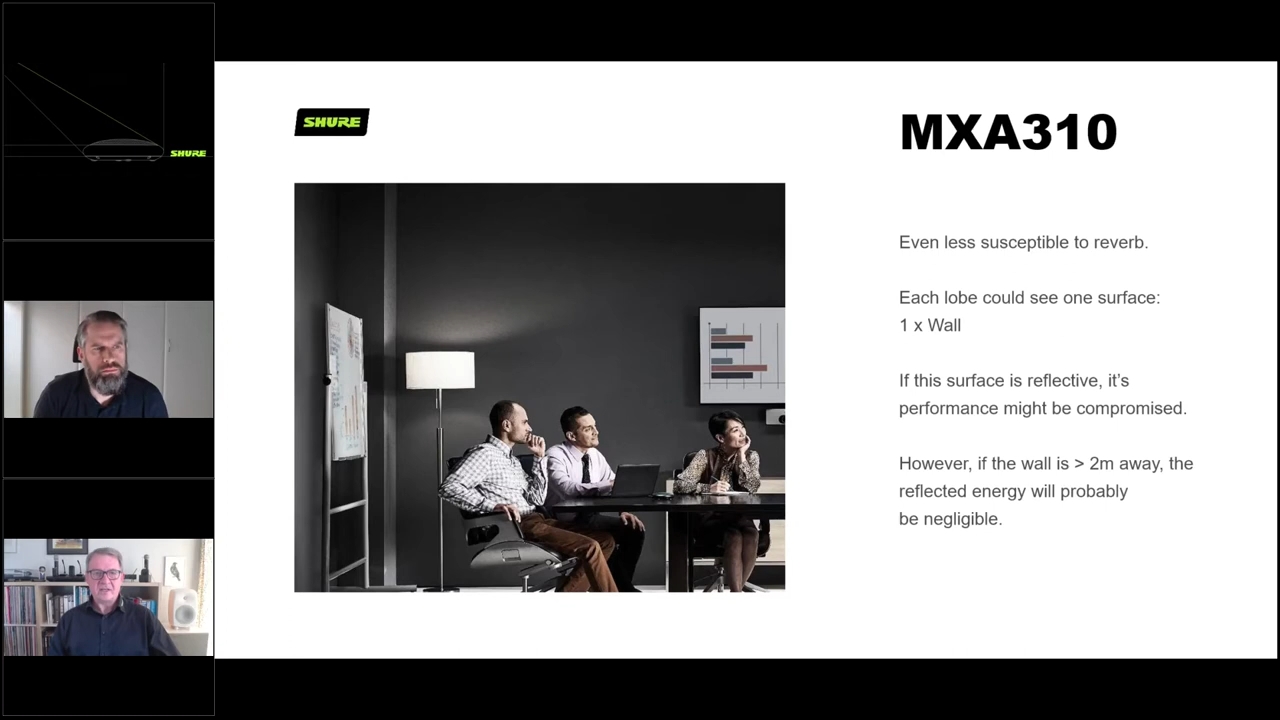 SHURE
SHURE
MXA310
Even less susceptible to reverb.
Each lobe could see one surface:
1 x Wall
If this surface is reflective, it's
performance might be compromised.
However, if the wall is > 2m away, the
reflected energy will probably
be negligible.